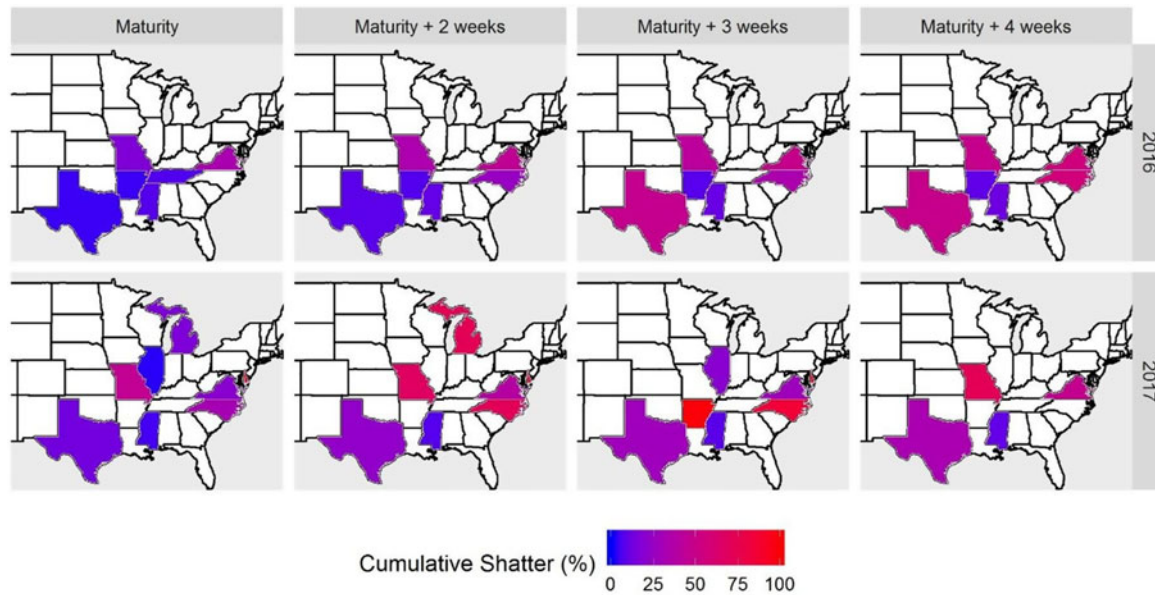 Maturity
Maturity + 2 weeks
Maturity + 3 weeks
Maturity + 4 weeks
2016
2017
Cumulative Shatter (%)
0 25 50 75 100